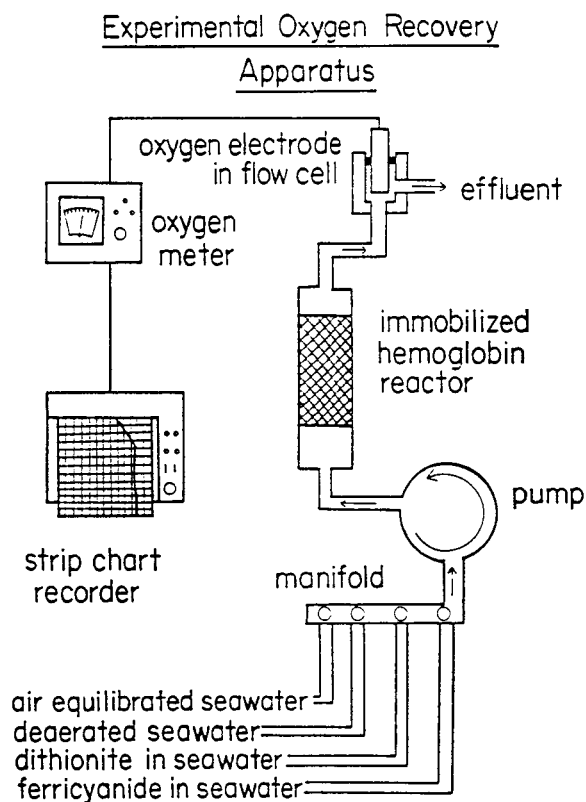 Experimental Oxygen Recovery
Apparatus
oxygen electrode
in flow cell
effluent
oxygen
meter
immobilized
hemoglobin
reactor
pump
strip chart
recorder
manifold
air equilibrated seawater
deaerated seawater
dithionite in seawater
ferricyanide in seawater